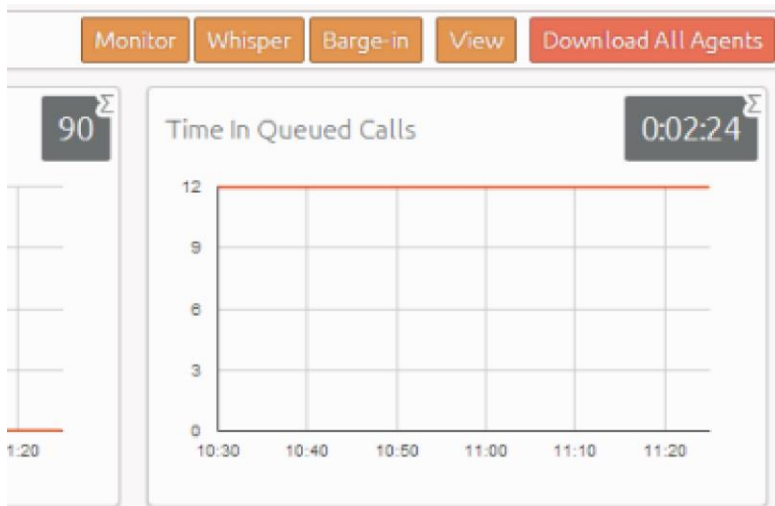 Monitor Whisper Barge-in View Download All Agents
90 Σ
Time In Queued Calls 0:02:24 Σ
12
9
6
3
0
1:20
10:30 10:40 10:50 11:00 11:10 11:20